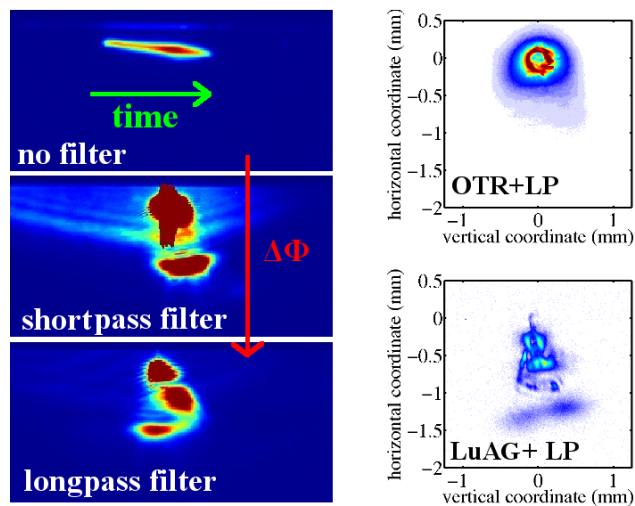 time
no filter
ΔΦ
shortpass filter
longpass filter
0.5
0
−0.5
−1
−1.5
−2
horizontal coordinate (mm)
OTR+LP
−1
0
1
vertical coordinate (mm)
0.5
0
−0.5
−1
−1.5
−2
horizontal coordinate (mm)
LuAG+ LP
−1
0
1
vertical coordinate (mm)